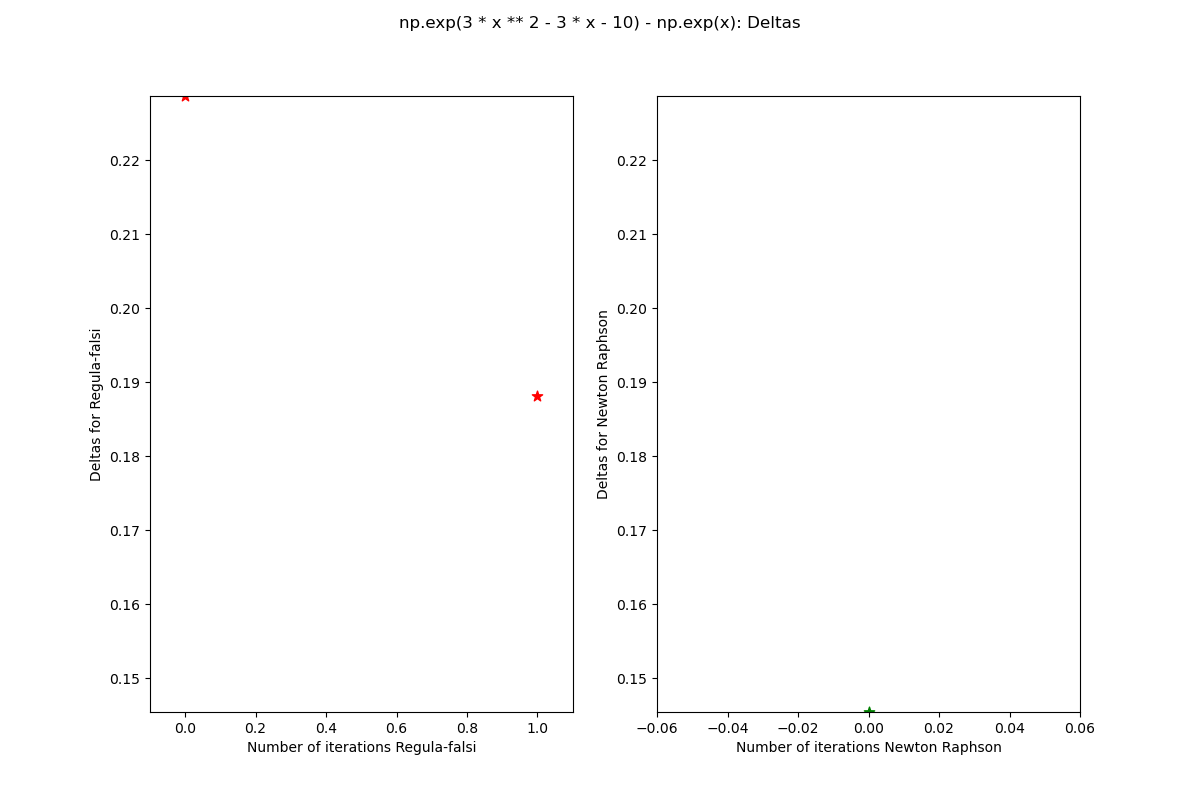 np.exp(3 * x ** 2 - 3 * x - 10) - np.exp(x): Deltas
Deltas for Regula-falsi
0.22
0.21
0.20
0.19
0.18
0.17
0.16
0.15
0.0 0.2 0.4 0.6 0.8 1.0
Number of iterations Regula-falsi
Deltas for Newton Raphson
0.22
0.21
0.20
0.19
0.18
0.17
0.16
0.15
−0.06 −0.04 −0.02 0.00 0.02 0.04 0.06
Number of iterations Newton Raphson